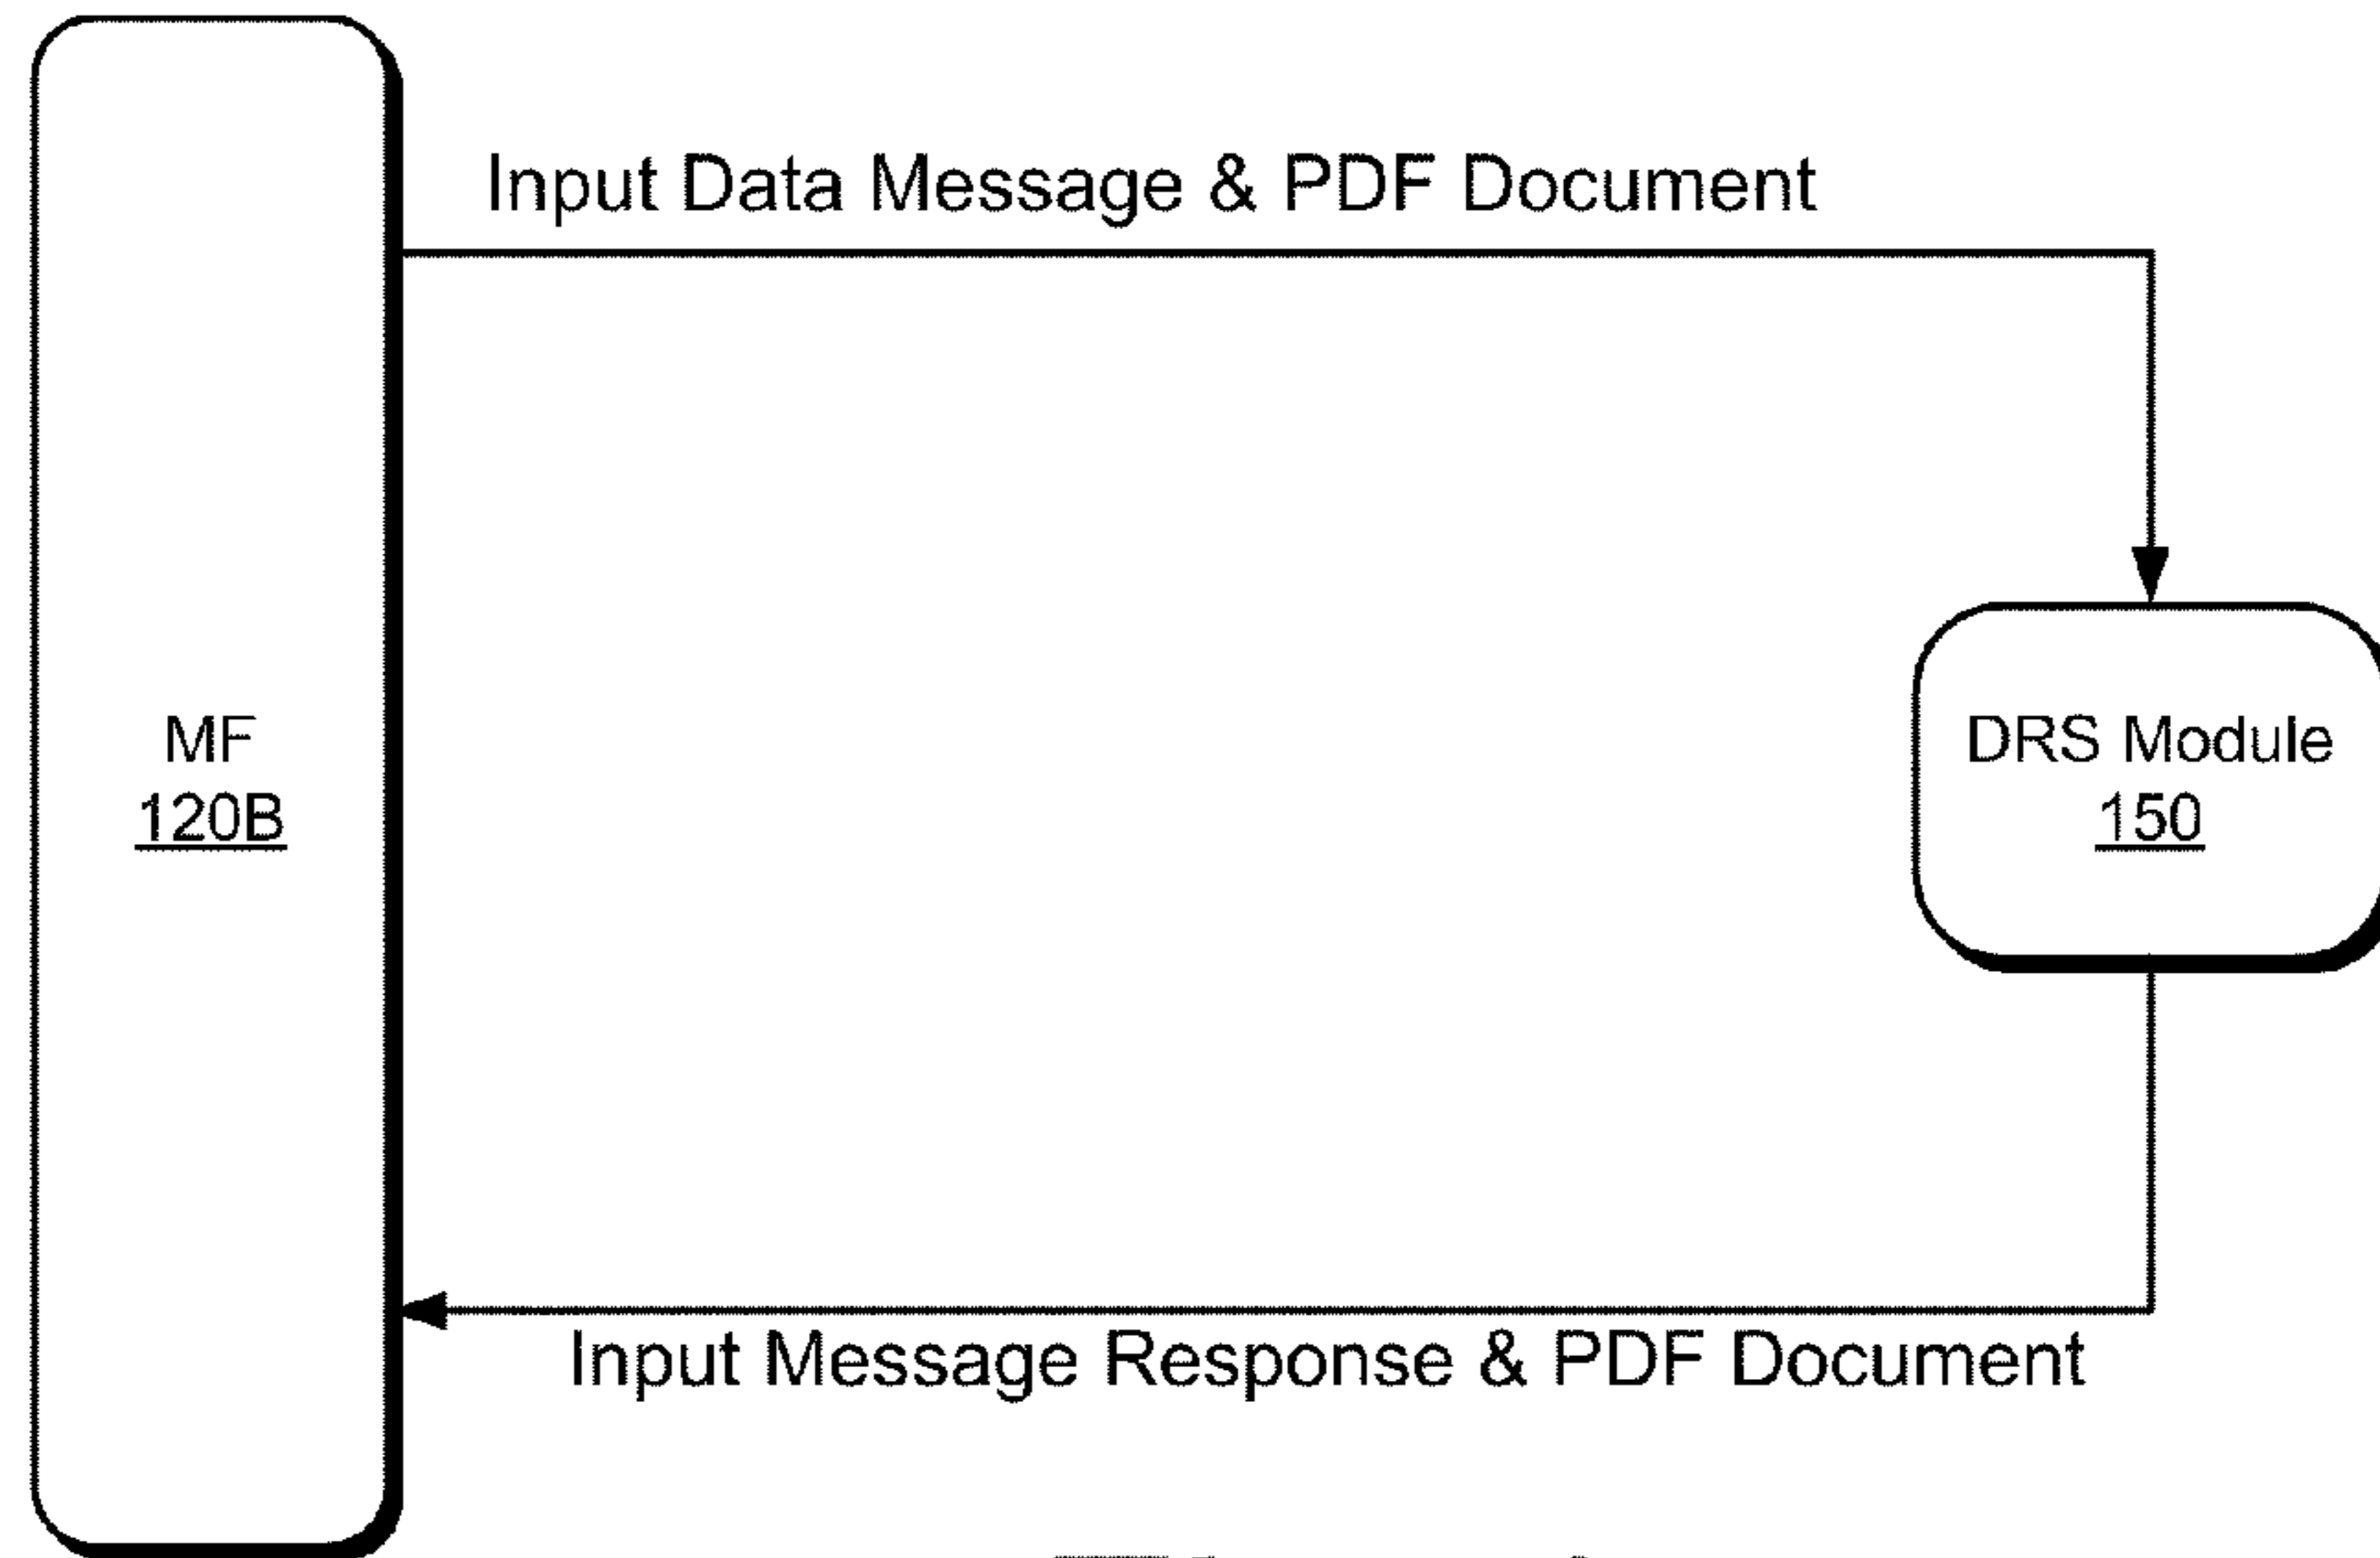 Input Data Message & PDF Document
MF
120B
DRS Module
150
Input Message Response & PDF Document